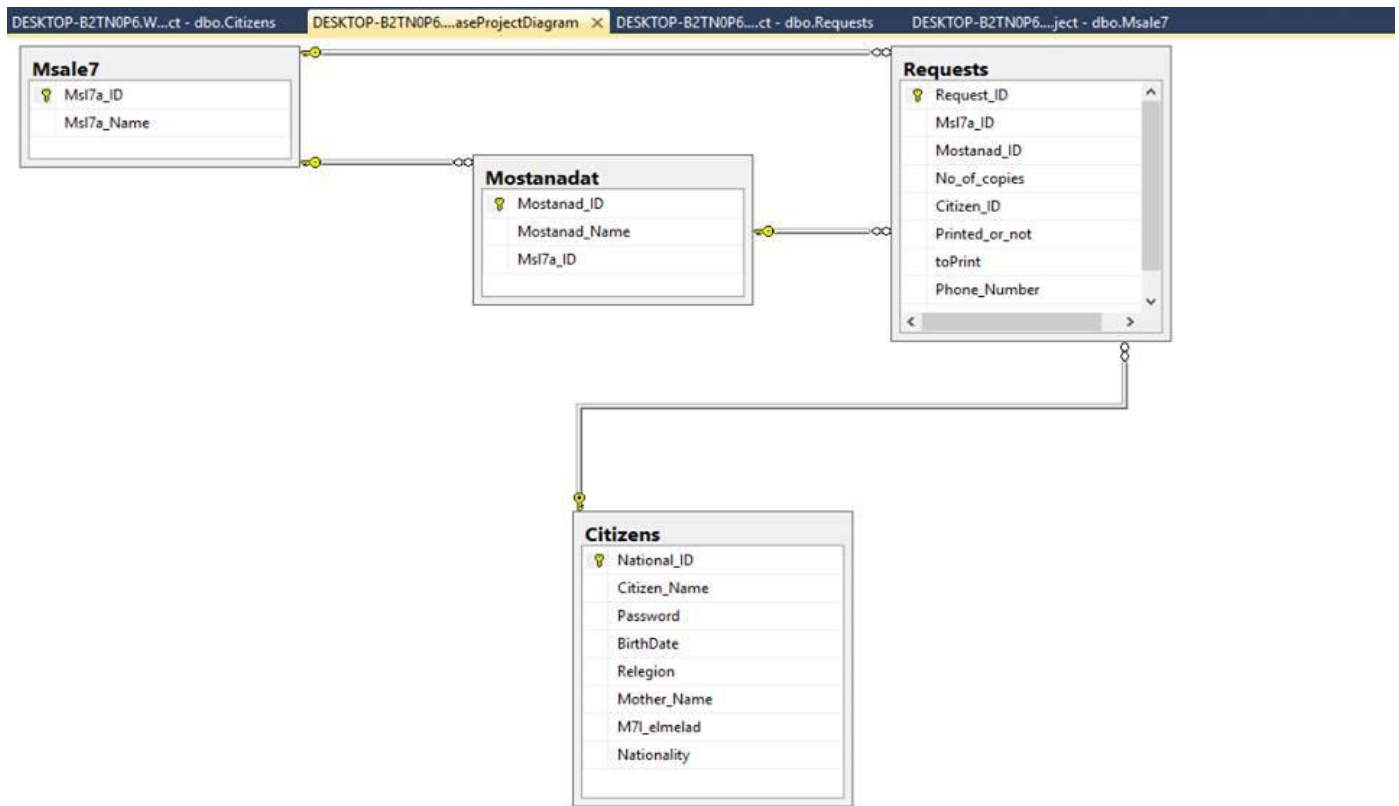 DESKTOP-B2TN0P6.W...ct - dbo.Citizens
DESKTOP-B2TN0P6....aseProjectDiagram
DESKTOP-B2TN0P6....ct - dbo.Requests
DESKTOP-B2TN0P6....ject - dbo.Msale7
Msale7
Msl7a_ID
Msl7a_Name
Mostanadat
Mostanad_ID
Mostanad_Name
Msl7a_ID
Requests
Request_ID
Msl7a_ID
Mostanad_ID
No_of_copies
Citizen_ID
Printed_or_not
toPrint
Phone_Number
Citizens
National_ID
Citizen_Name
Password
BirthDate
Relegion
Mother_Name
M7l_elmelad
Nationality